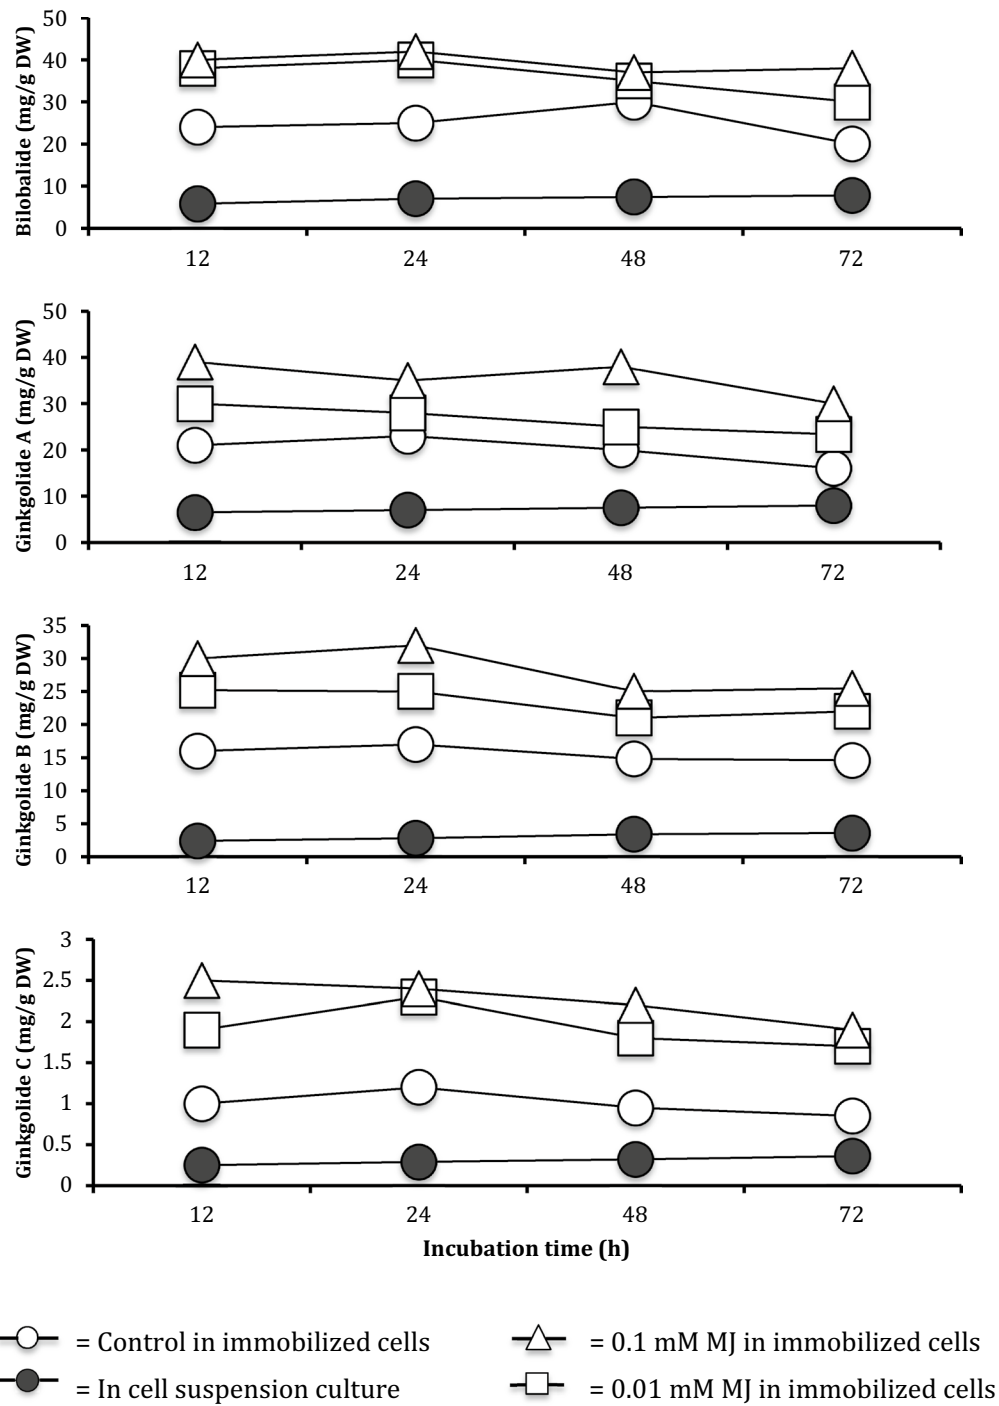 Bilobalide (mg/g DW)
50
40
30
20
10
0
12 24 48 72
Ginkgolide A (mg/g DW)
50
40
30
20
10
0
12 24 48 72
Ginkgolide B (mg/g DW)
35
30
25
20
15
10
5
0
12 24 48 72
Ginkgolide C (mg/g DW)
3
2.5
2
1.5
1
0.5
0
12 24 48 72
Incubation time (h)
= Control in immobilized cells
= 0.1 mM MJ in immobilized cells
= In cell suspension culture
= 0.01 mM MJ in immobilized cells